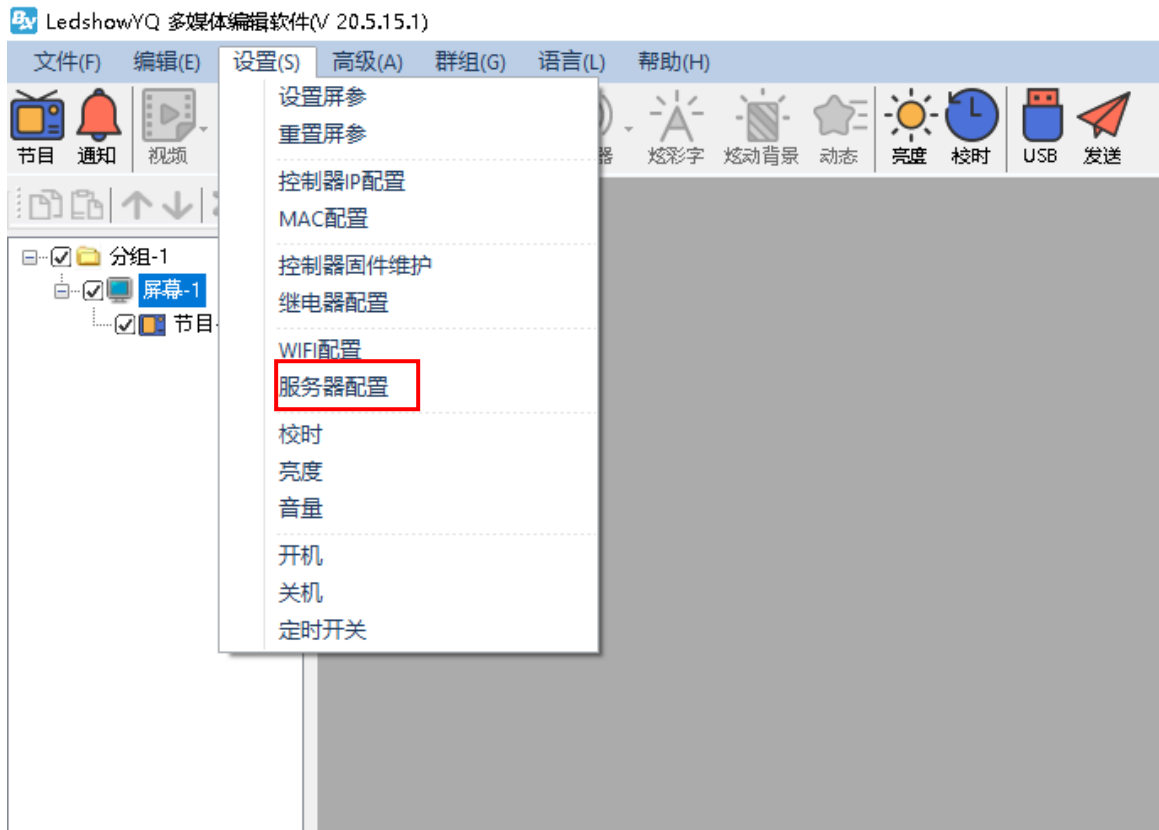 LedshowYQ 多媒体编辑软件(V 20.5.15.1)
文件(F) 编辑(E) 设置(S) 高级(A) 群组(G) 语言(L) 帮助(H)
节目 通知 视频 器 炫彩字 炫动背景 动态 亮度 校时 USB 发送
设置屏参
重置屏参
控制器IP配置
MAC配置
控制器固件维护
继电器配置
WIFI配置
服务器配置
校时
亮度
音量
开机
关机
定时开关
分组-1
屏幕-1
节目